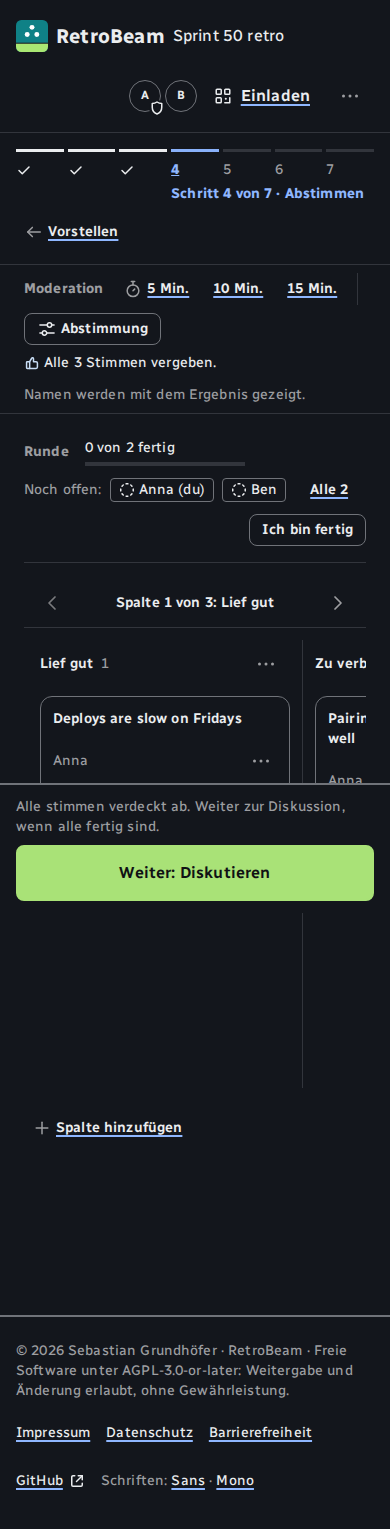 RetroBeam Sprint 50 retro
A B Einladen
4 5 6 7
Schritt 4 von 7 · Abstimmen
Vorstellen
Moderation 5 Min. 10 Min. 15 Min.
Abstimmung
Alle 3 Stimmen vergeben.
Namen werden mit dem Ergebnis gezeigt.
Runde 0 von 2 fertig
Noch offen: Anna (du) Ben Alle 2
Ich bin fertig
Spalte 1 von 3: Lief gut
Lief gut 1 Zu verb
Deploys are slow on Fridays Pairin
well
Anna Anna
Alle stimmen verdeckt ab. Weiter zur Diskussion,
wenn alle fertig sind.
Weiter: Diskutieren
Spalte hinzufügen
© 2026 Sebastian Grundhöfer · RetroBeam · Freie
Software unter AGPL-3.0-or-later: Weitergabe und
Änderung erlaubt, ohne Gewährleistung.
Impressum Datenschutz Barrierefreiheit
GitHub Schriften: Sans · Mono